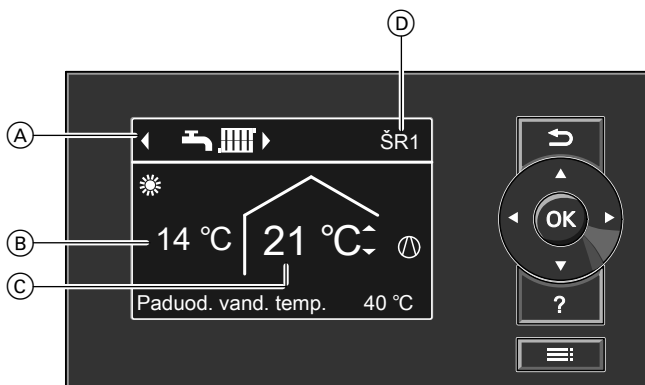 D
A
ŠR1
B
14 °C
21 °C
OK
C
Paduod. vand. temp. 40 °C
?